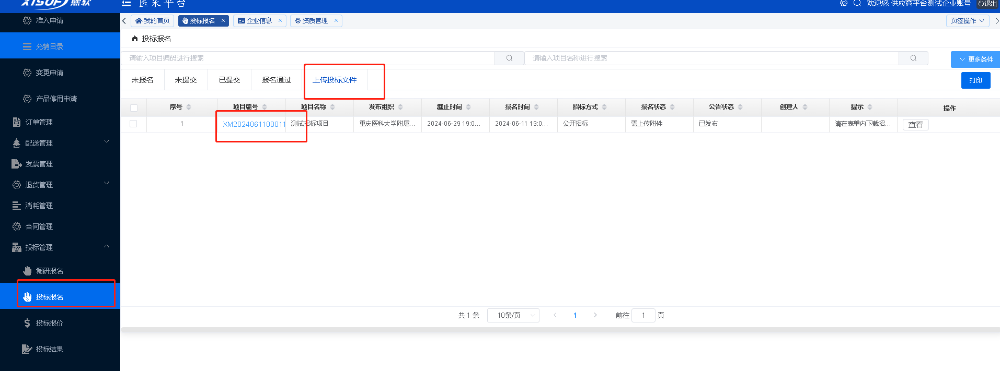 XISOFT 熙软
医采平台
欢迎您 供应商平台测试企业账号 退出
准入申请
允销目录
变更申请
产品停用申请
订单管理
配送管理
发票管理
退货管理
消耗管理
合同管理
投标管理
调研报名
投标报名
投标报价
投标结果
我的首页 投标报名 × 企业信息 × 资质管理 × 页签操作
投标报名
请输入项目编码进行搜索 请输入项目名称进行搜索 更多条件
未报名 未提交 已提交 报名通过 上传投标文件 打印
序号 项目编号 项目名称 发布组织 截止时间 报名时间 招标方式 报名状态 公告状态 创建人 提示 操作
1 XM2024061100011 测试招标项目 重庆医科大学附属... 2024-06-29 19:0... 2024-06-11 19:0... 公开招标 需上传附件 已发布 请在表单内下载招... 查看
共 1 条 10条/页 1 前往 1 页